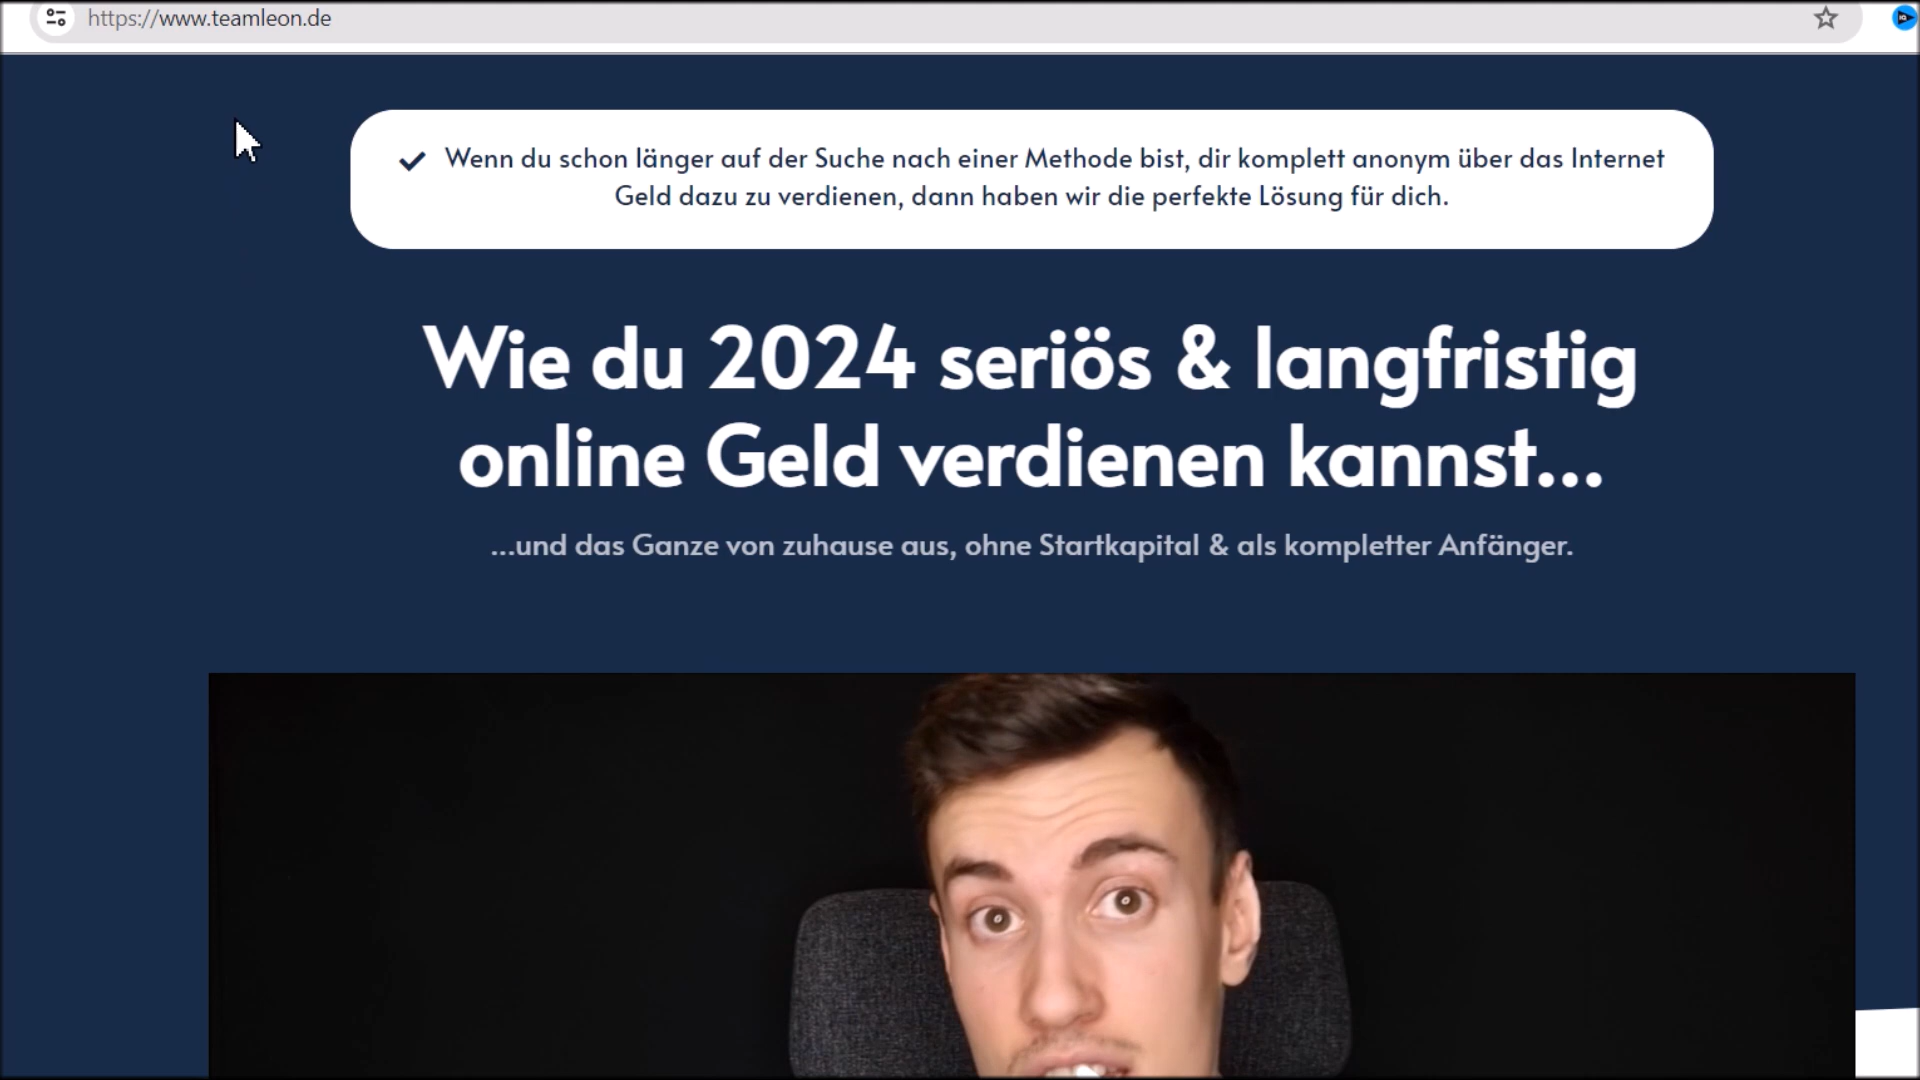 https://www.teamleon.de
Wenn du schon länger auf der Suche nach einer Methode bist, dir komplett anonym über das Internet
Geld dazu zu verdienen, dann haben wir die perfekte Lösung für dich.
Wie du 2024 seriös & langfristig
online Geld verdienen kannst...
...und das Ganze von zuhause aus, ohne Startkapital & als kompletter Anfänger.